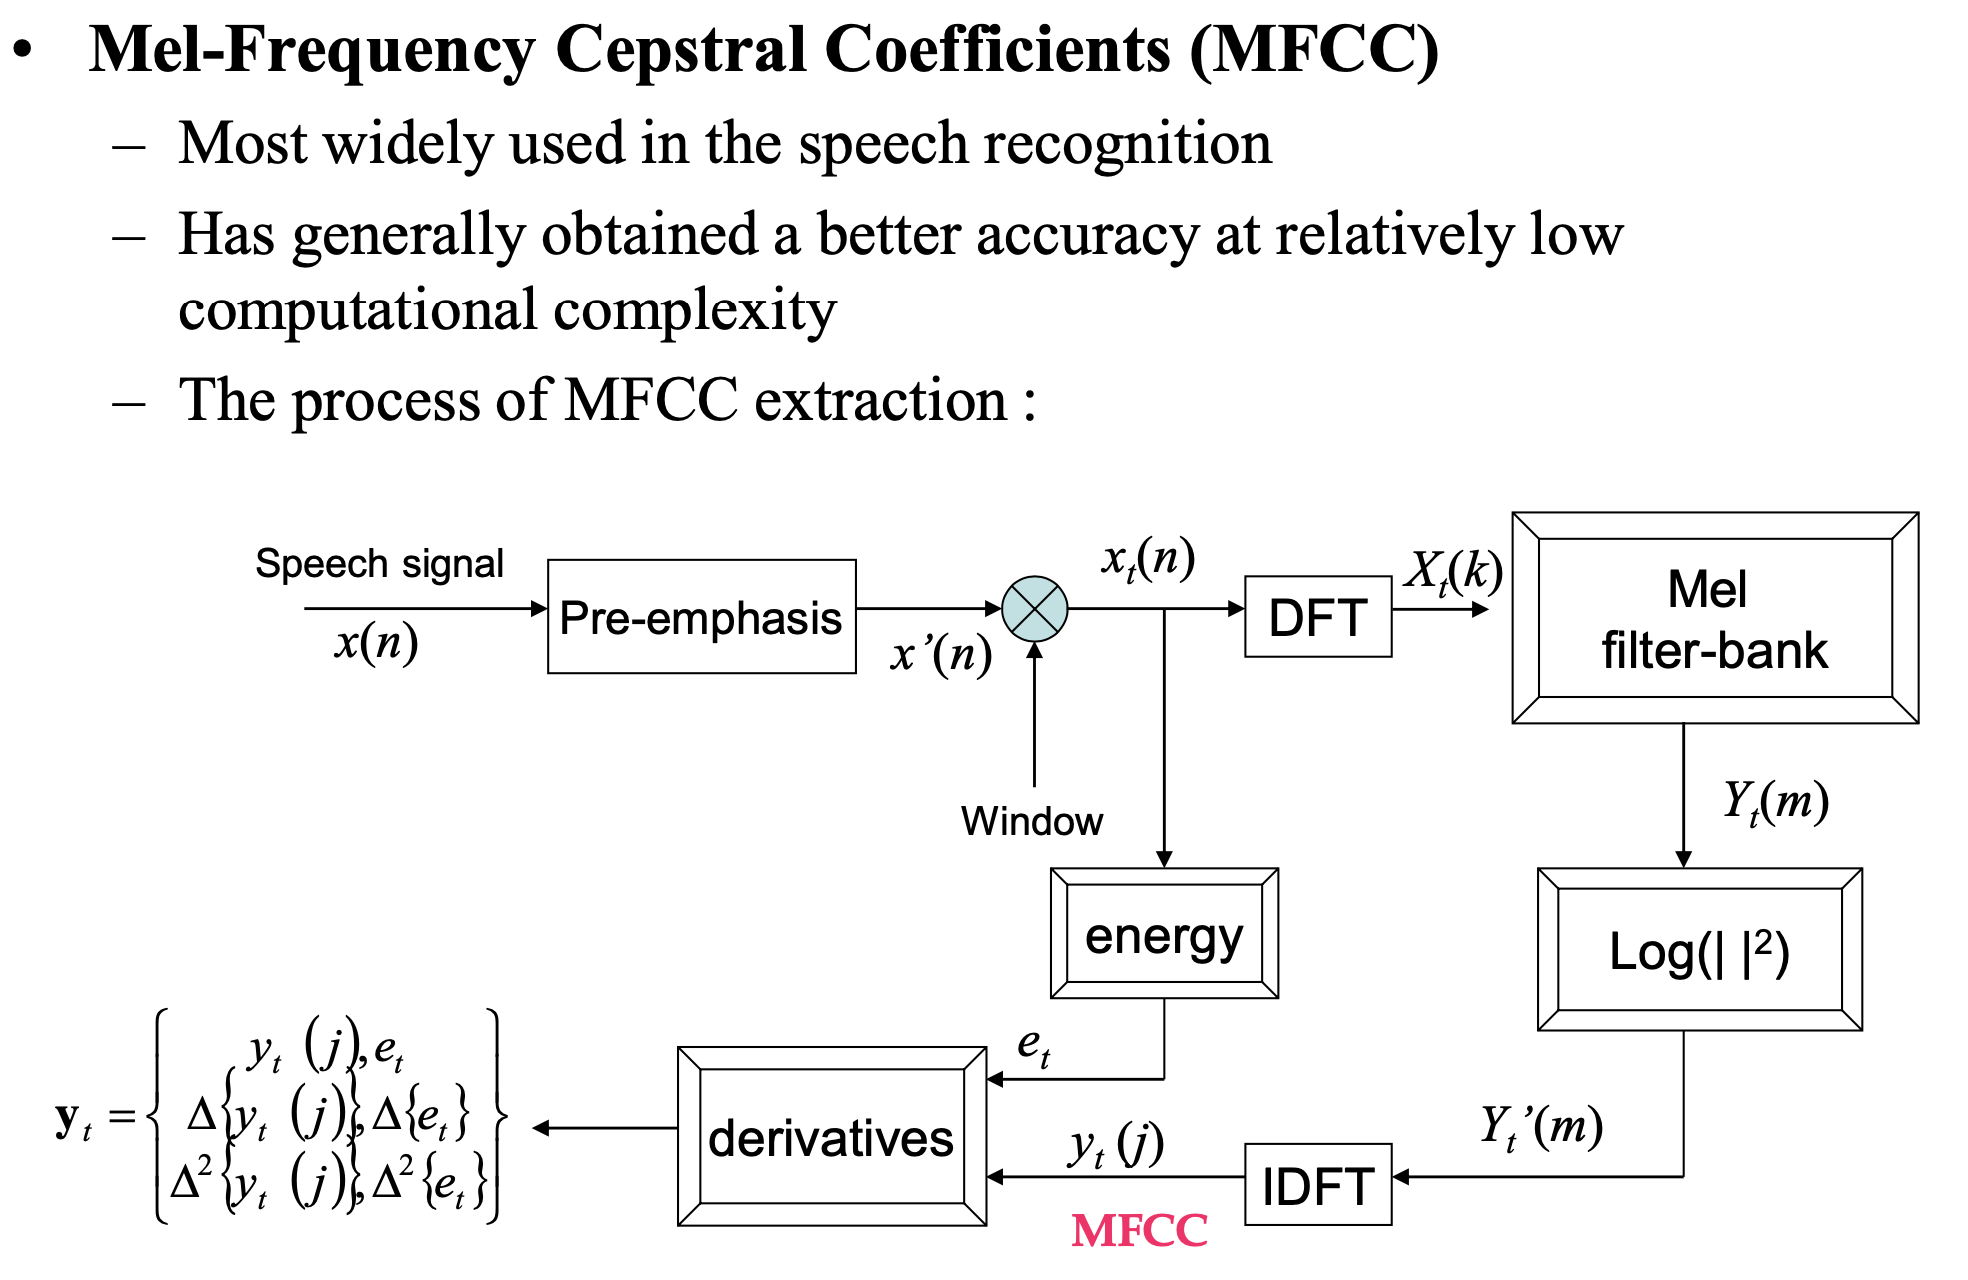 • Mel-Frequency Cepstral Coefficients (MFCC)
– Most widely used in the speech recognition
– Has generally obtained a better accuracy at relatively low
computational complexity
– The process of MFCC extraction :
Speech signal
x(n)
Pre-emphasis
x’(n)
Window
xₜ(n)
DFT
Xₜ(k)
Mel
filter-bank
Yₜ(m)
Log(| |²)
Yₜ’(m)
IDFT
yₜ (j)
MFCC
energy
eₜ
derivatives
yₜ = { yₜ (j), eₜ
Δ{yₜ (j)}, Δ{eₜ}
Δ²{yₜ (j)}, Δ²{eₜ} }